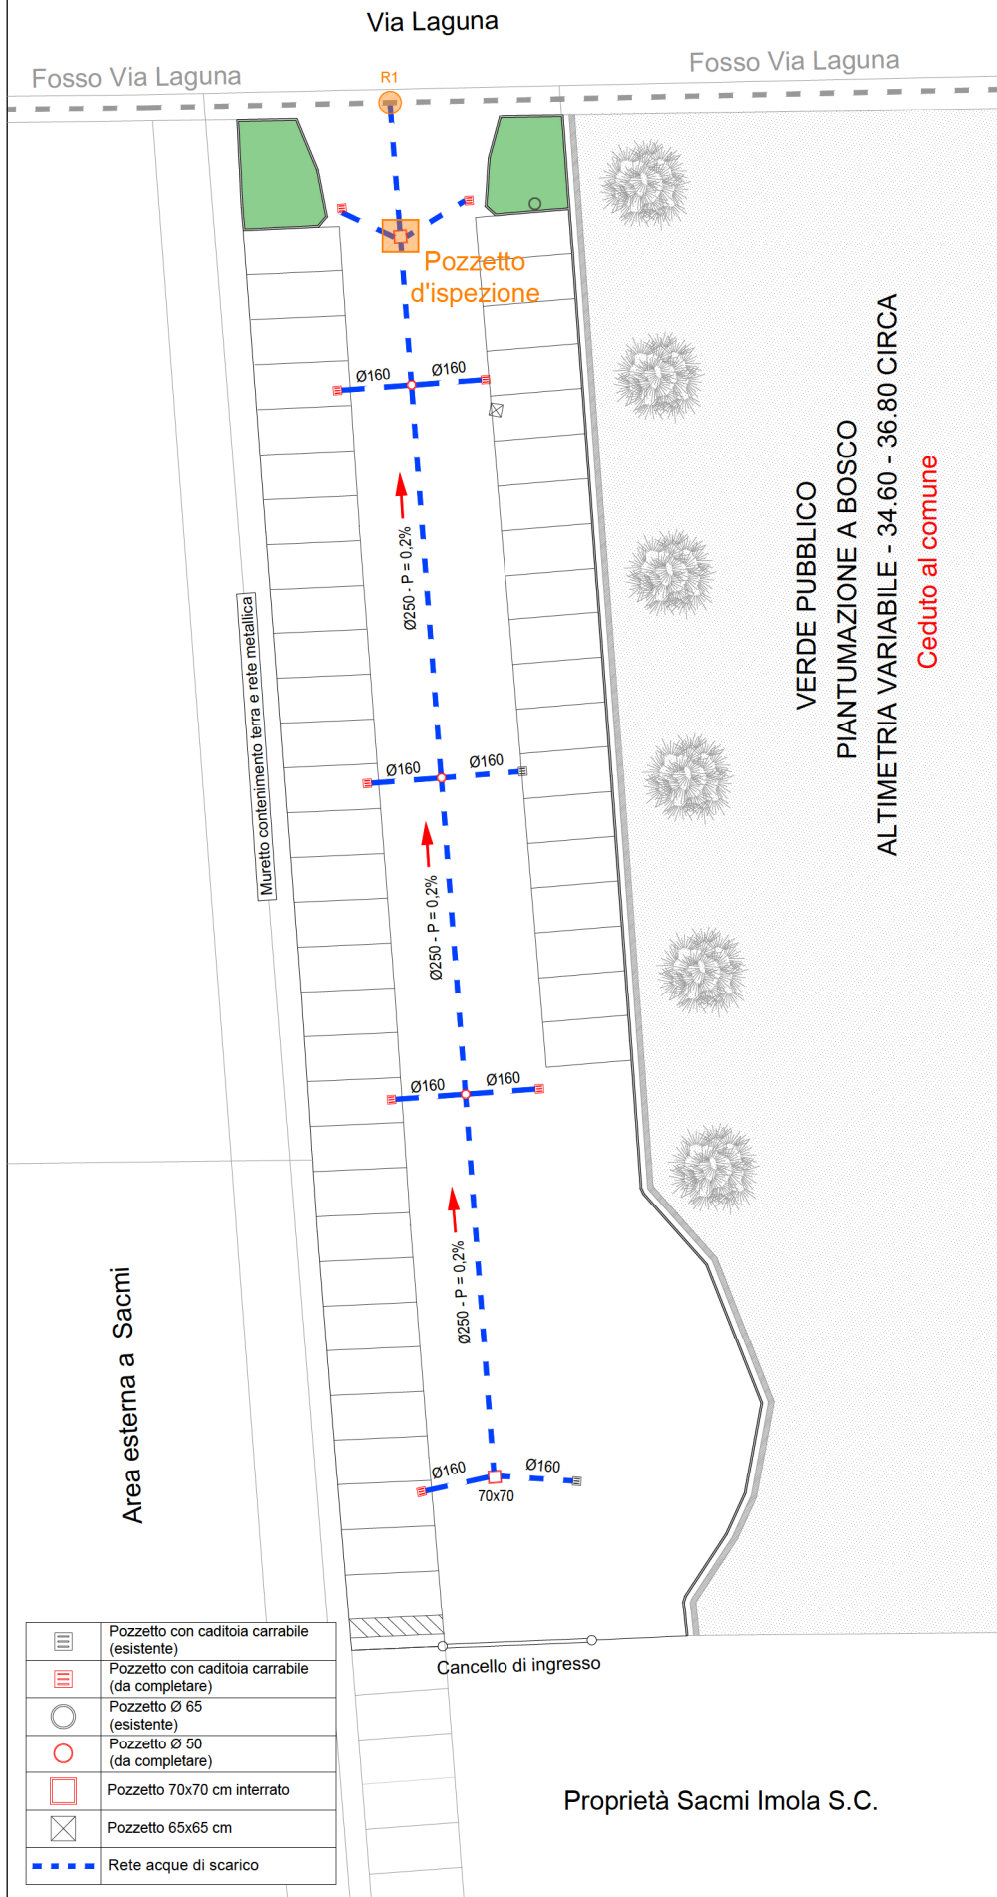 Via Laguna
Fosso Via Laguna
Fosso Via Laguna
R1
Pozzetto
d'ispezione
Ø160
Ø160
Ø250 - P = 0,2%
Muretto contenimento terra e rete metallica
VERDE PUBBLICO
PIANTUMAZIONE A BOSCO
ALTIMETRIA VARIABILE - 34.60 - 36.80 CIRCA
Ceduto al comune
Ø160
Ø160
Ø250 - P = 0,2%
Ø160
Ø160
Ø250 - P = 0,2%
Area esterna a Sacmi
Ø160
Ø160
70x70
Cancello di ingresso
Pozzetto con caditoia carrabile
(esistente)
Pozzetto con caditoia carrabile
(da completare)
Pozzetto Ø 65
(esistente)
Pozzetto Ø 50
(da completare)
Pozzetto 70x70 cm interrato
Pozzetto 65x65 cm
Rete acque di scarico
Proprietà Sacmi Imola S.C.